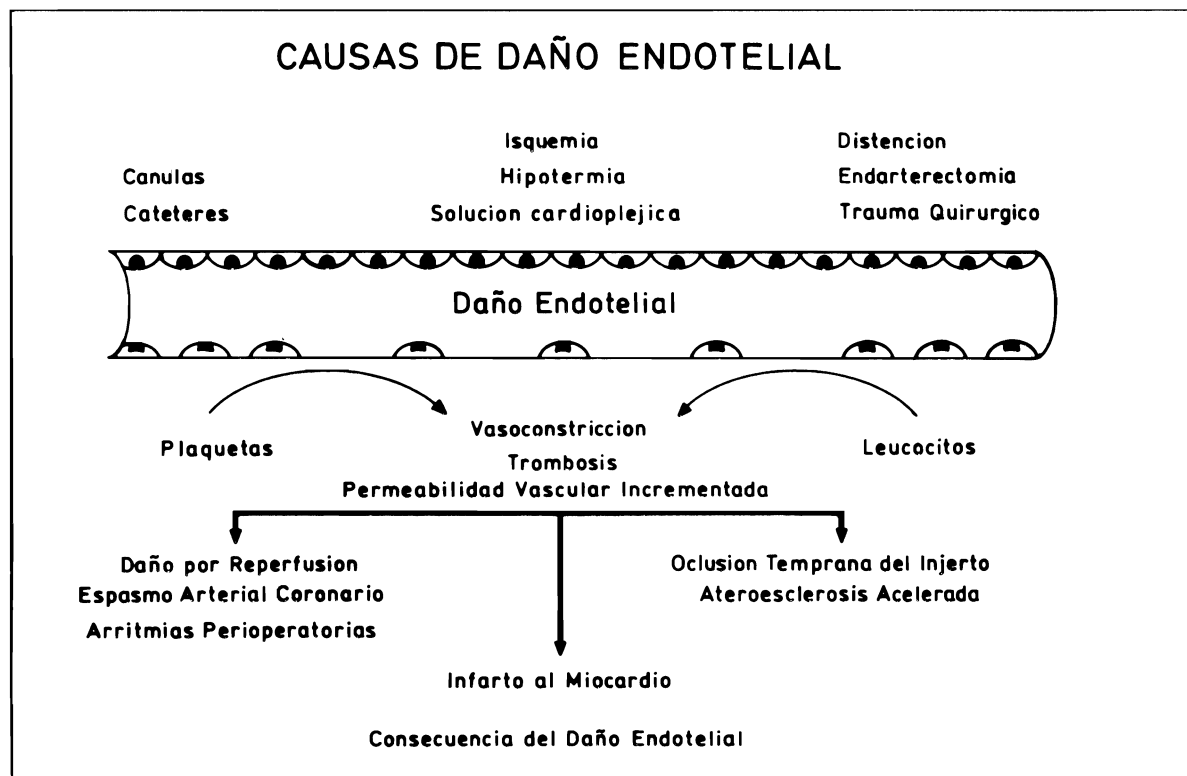 CAUSAS DE DAÑO ENDOTELIAL
Canulas
Cateteres
Isquemia
Hipotermia
Solucion cardioplejica
Distencion
Endarterectomia
Trauma Quirurgico
Daño Endotelial
Plaquetas
Vasoconstriccion
Trombosis
Permeabilidad Vascular Incrementada
Leucocitos
Daño por Reperfusion
Espasmo Arterial Coronario
Arritmias Perioperatorias
Oclusion Temprana del Injerto
Ateroesclerosis Acelerada
Infarto al Miocardio
Consecuencia del Daño Endotelial